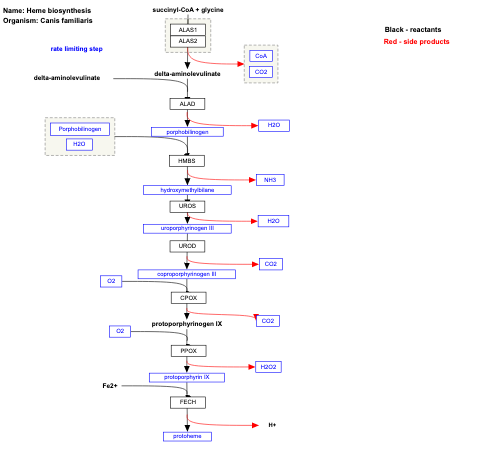 Name: Heme biosynthesis
Organism: Canis familiaris
succinyl-CoA + glycine
Black - reactants
Red - side products
rate limiting step
ALAS1
ALAS2
CoA
CO2
delta-aminolevulinate
delta-aminolevulinate
ALAD
Porphobilinogen
H2O
porphobilinogen
H2O
HMBS
NH3
hydroxymethylbilane
UROS
H2O
uroporphyrinogen III
UROD
CO2
coproporphyrinogen III
O2
CPOX
CO2
protoporphyrinogen IX
O2
PPOX
H2O2
protoporphyrin IX
Fe2+
FECH
H+
protoheme